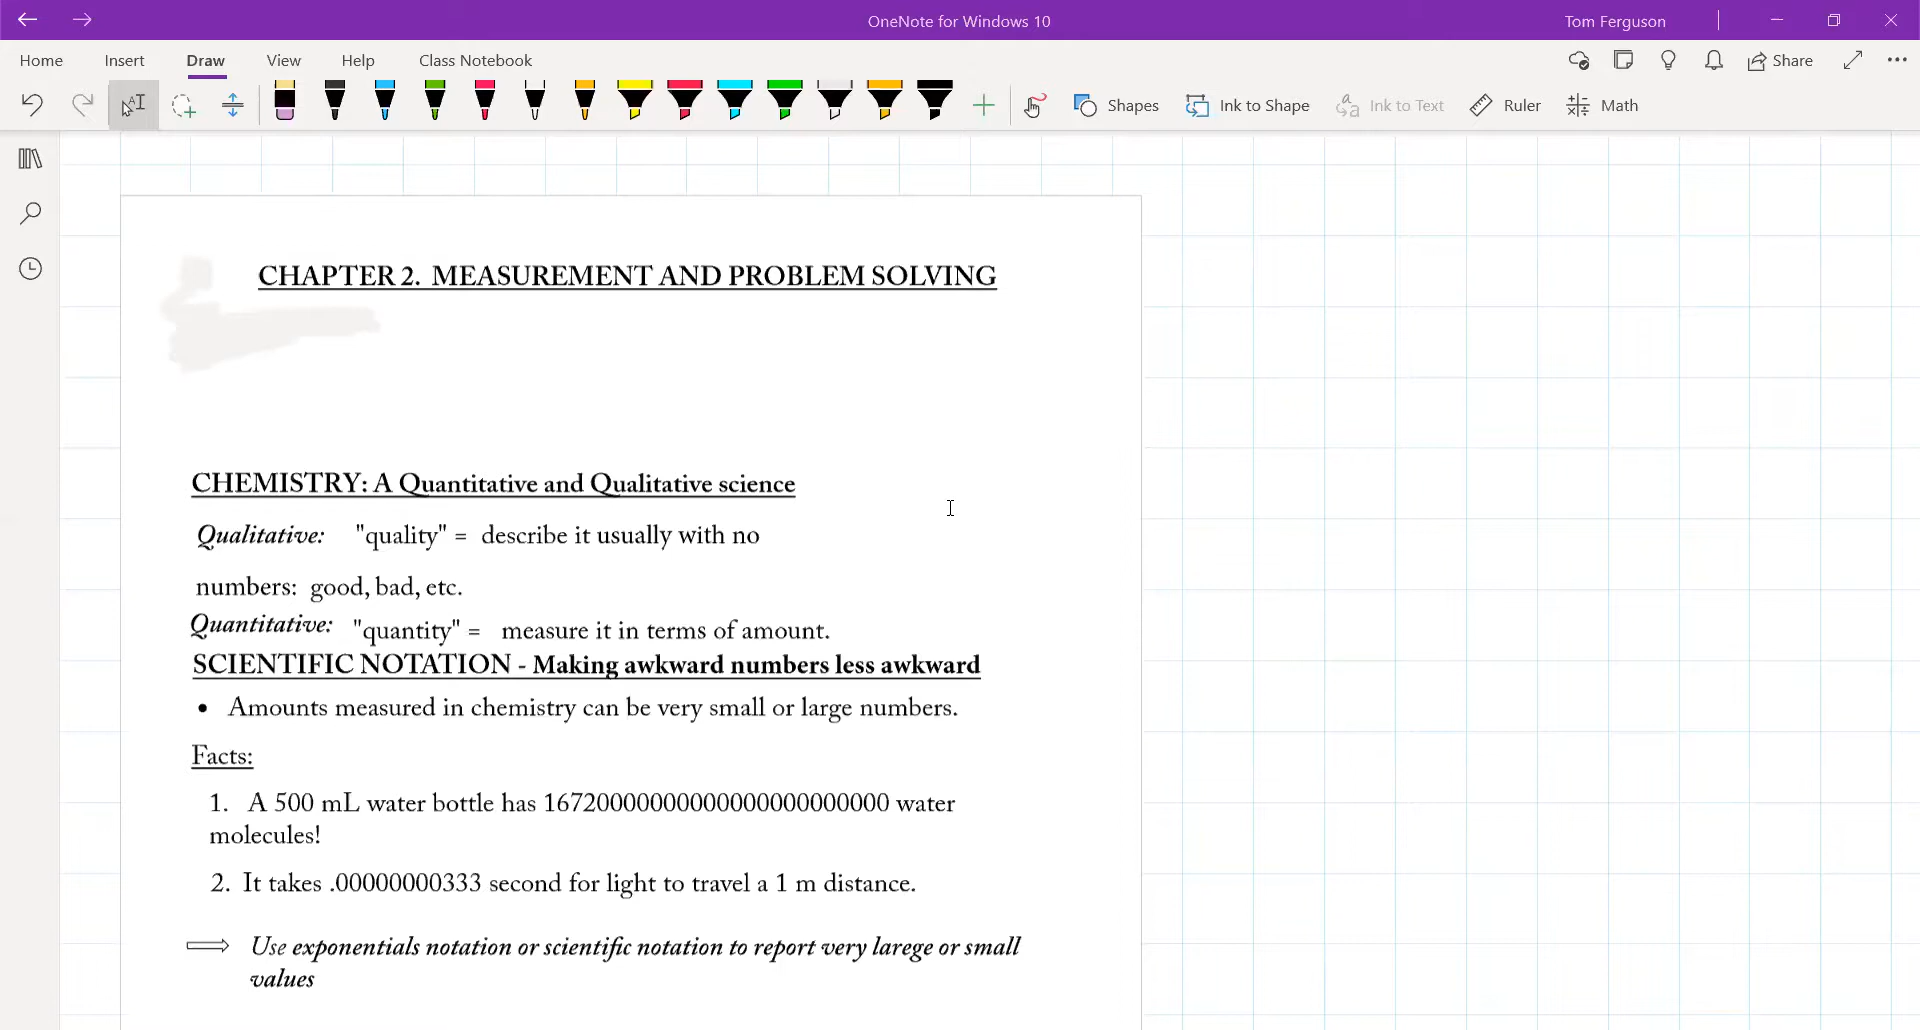 OneNote for Windows 10
Tom Ferguson
Home Insert Draw View Help Class Notebook
Share
Shapes Ink to Shape Ink to Text Ruler Math
CHAPTER 2. MEASUREMENT AND PROBLEM SOLVING
CHEMISTRY: A Quantitative and Qualitative science
Qualitative: "quality" = describe it usually with no
numbers: good, bad, etc.
Quantitative: "quantity" = measure it in terms of amount.
SCIENTIFIC NOTATION - Making awkward numbers less awkward
• Amounts measured in chemistry can be very small or large numbers.
Facts:
1. A 500 mL water bottle has 16720000000000000000000000 water
molecules!
2. It takes .00000000333 second for light to travel a 1 m distance.
Use exponentials notation or scientific notation to report very larege or small
values